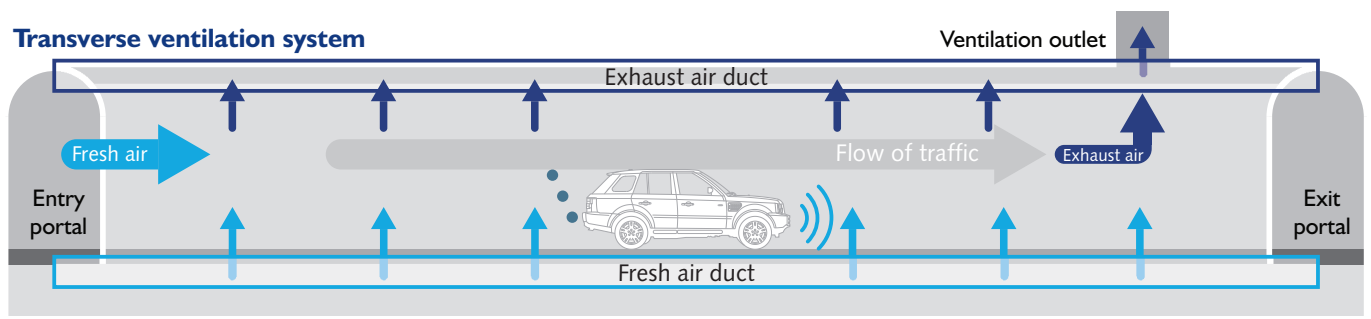 Transverse ventilation system
Ventilation outlet
Exhaust air duct
Fresh air
Flow of traffic
Exhaust air
Entry
portal
Exit
portal
Fresh air duct